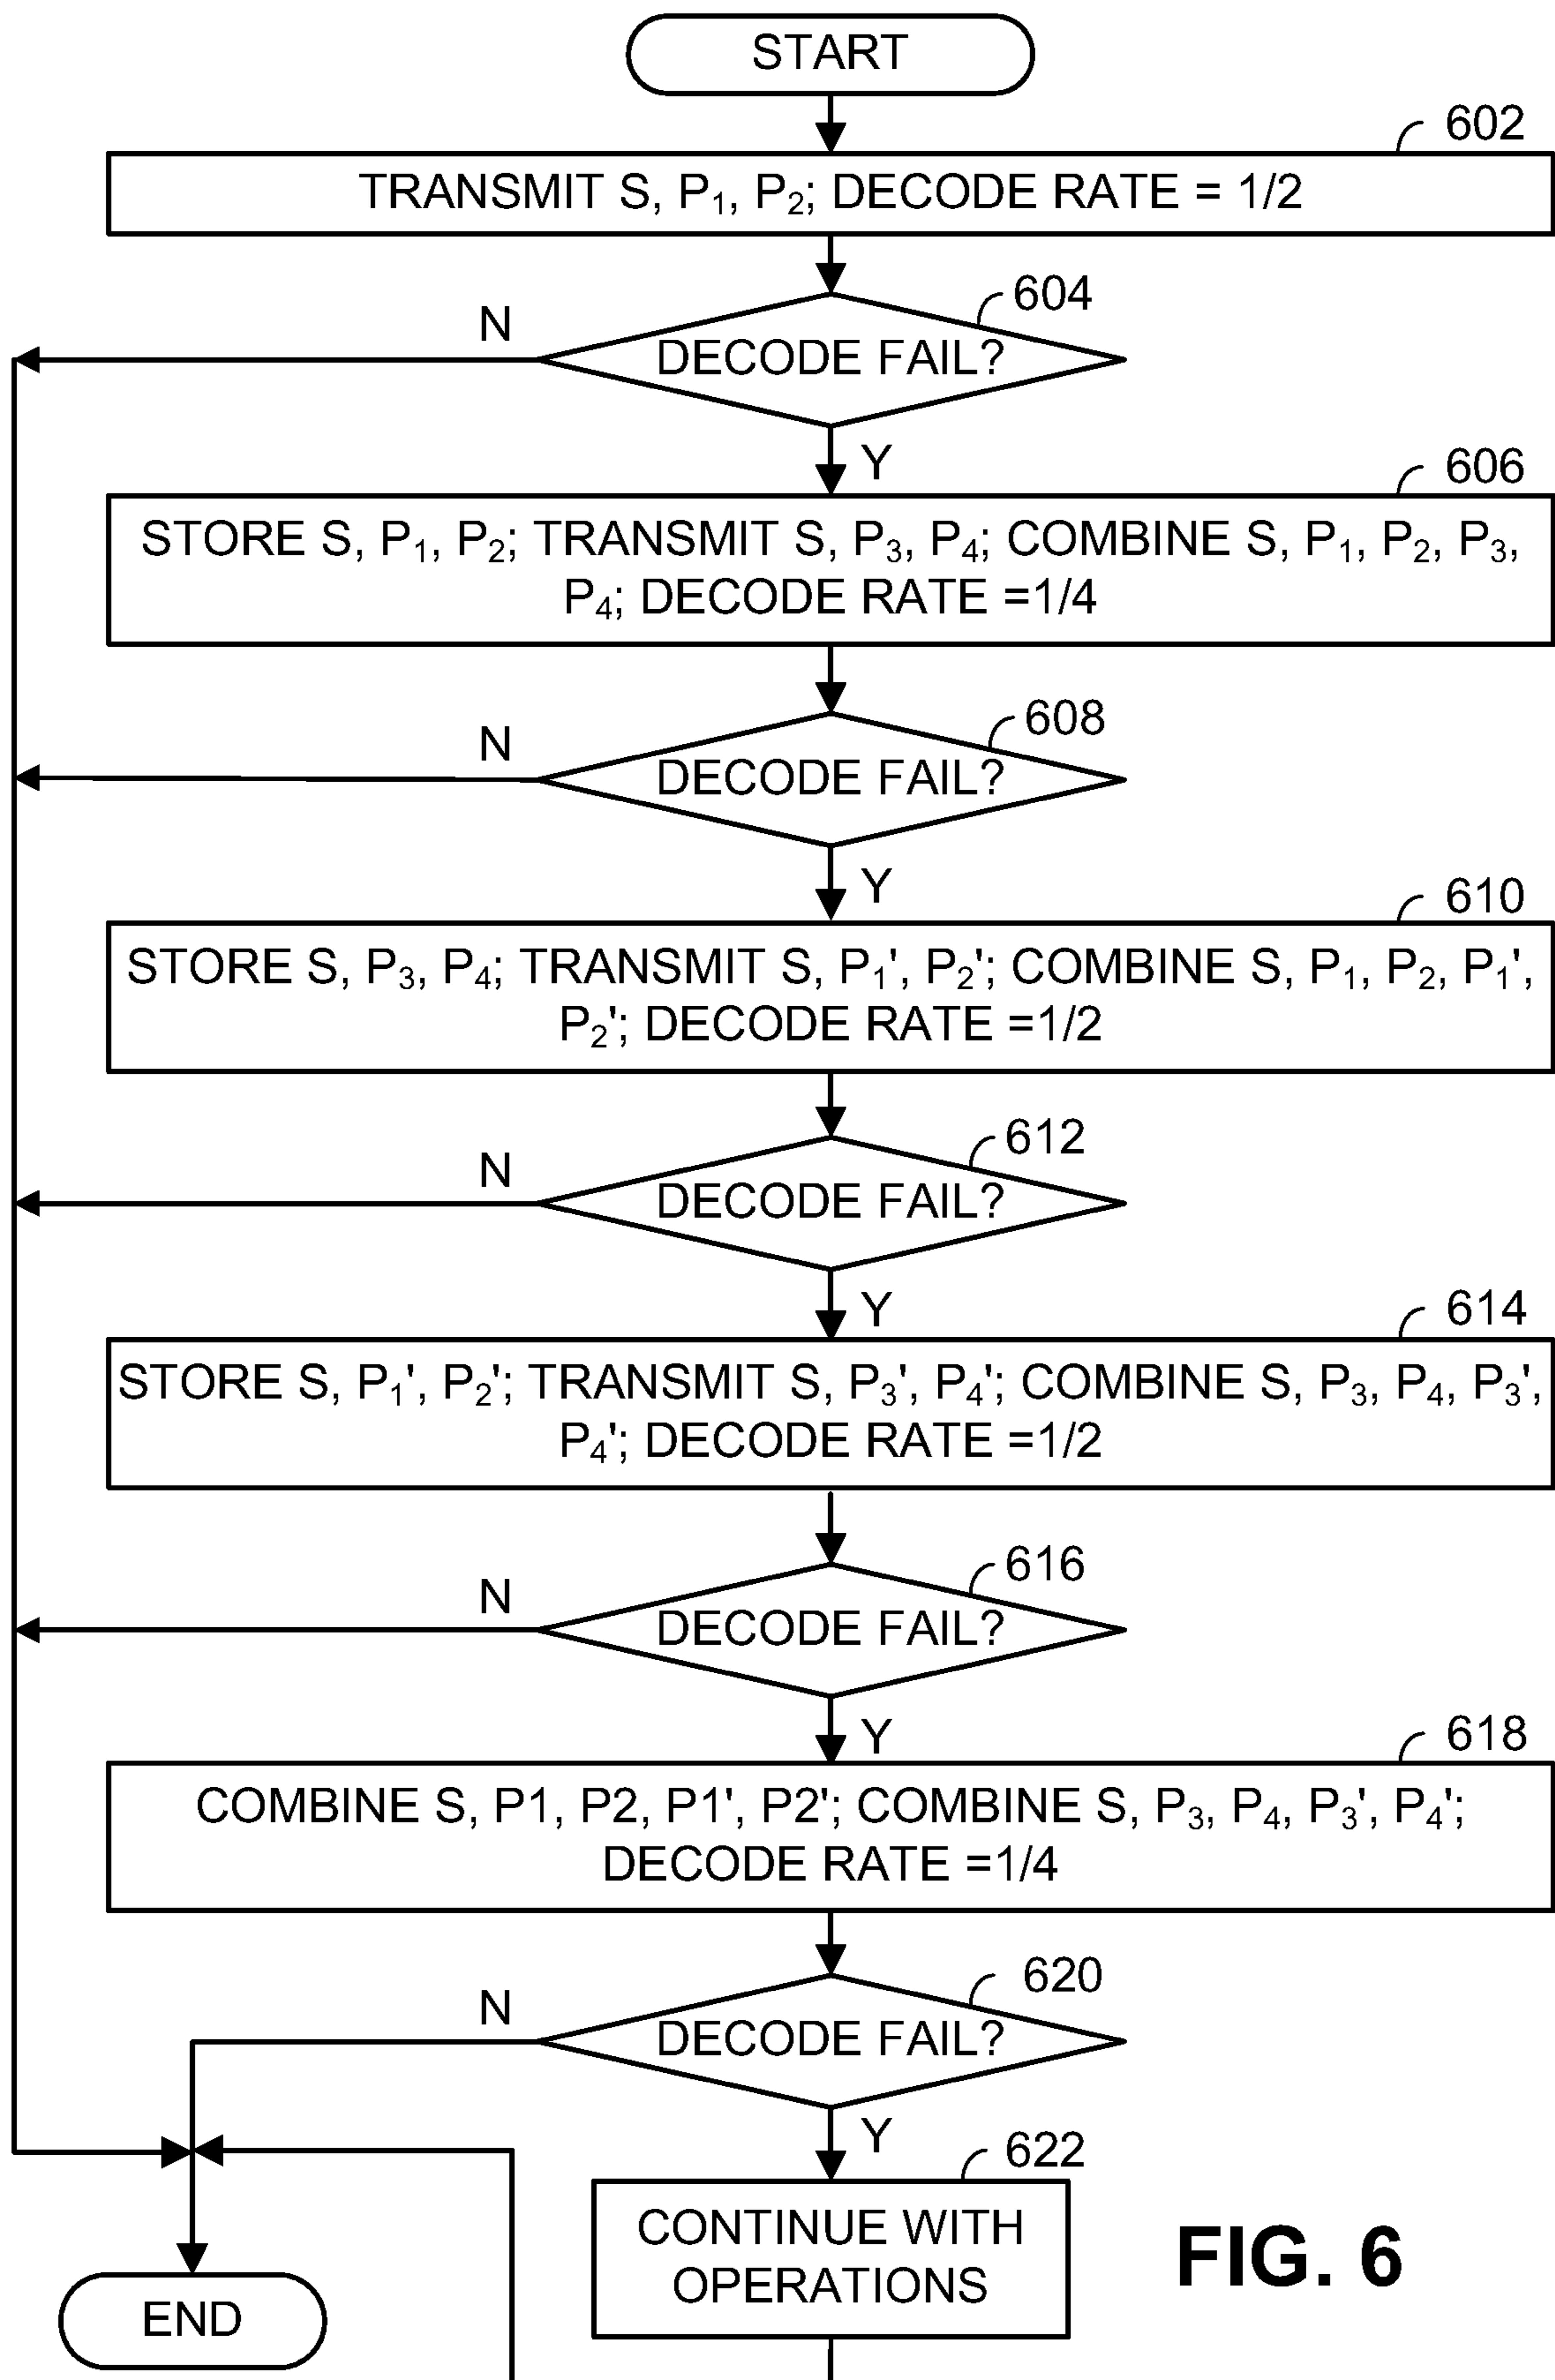 START
602
TRANSMIT S, P₁, P₂; DECODE RATE = 1/2
604
DECODE FAIL?
N
Y
606
STORE S, P₁, P₂; TRANSMIT S, P₃, P₄; COMBINE S, P₁, P₂, P₃,
P₄; DECODE RATE =1/4
608
DECODE FAIL?
N
Y
610
STORE S, P₃, P₄; TRANSMIT S, P₁', P₂'; COMBINE S, P₁, P₂, P₁',
P₂'; DECODE RATE =1/2
612
DECODE FAIL?
N
Y
614
STORE S, P₁', P₂'; TRANSMIT S, P₃', P₄'; COMBINE S, P₃, P₄, P₃',
P₄'; DECODE RATE =1/2
616
DECODE FAIL?
N
Y
618
COMBINE S, P1, P2, P1', P2'; COMBINE S, P₃, P₄, P₃', P₄';
DECODE RATE =1/4
620
DECODE FAIL?
N
Y
622
CONTINUE WITH
OPERATIONS
END
FIG. 6